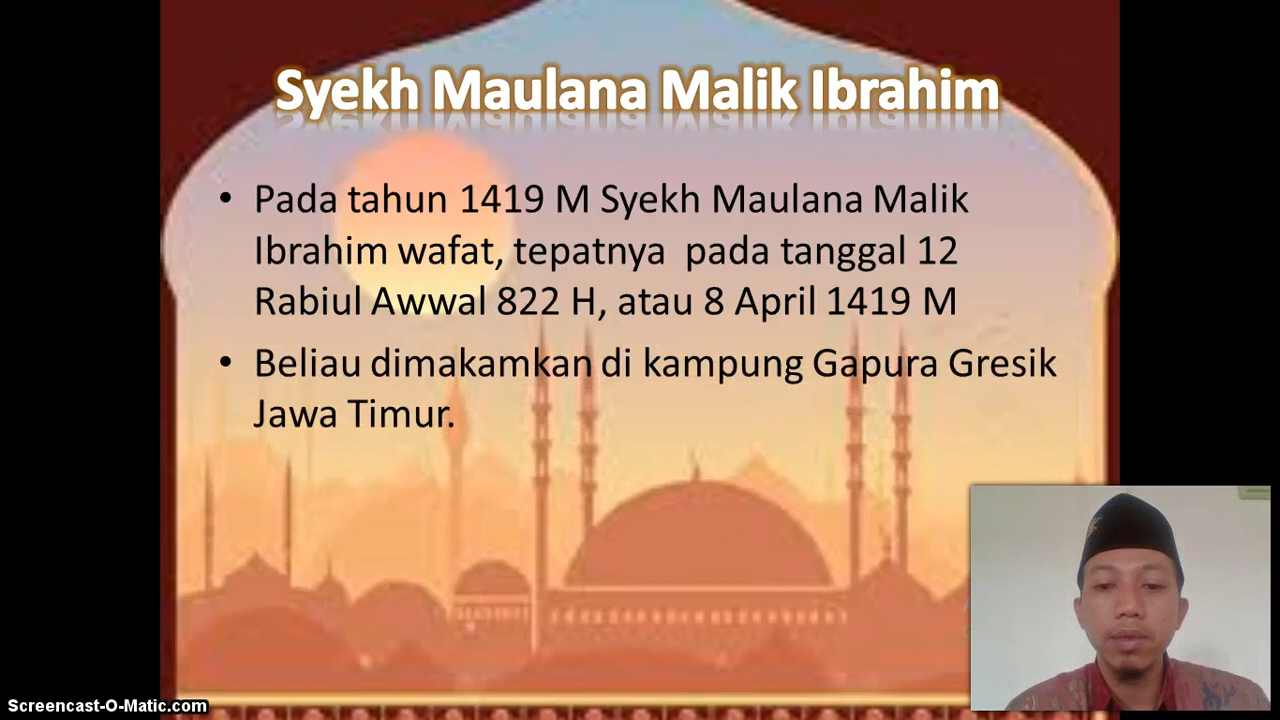 Syekh Maulana Malik Ibrahim
• Pada tahun 1419 M Syekh Maulana Malik
Ibrahim wafat, tepatnya pada tanggal 12
Rabiul Awwal 822 H, atau 8 April 1419 M
• Beliau dimakamkan di kampung Gapura Gresik
Jawa Timur.
Screencast-O-Matic.com